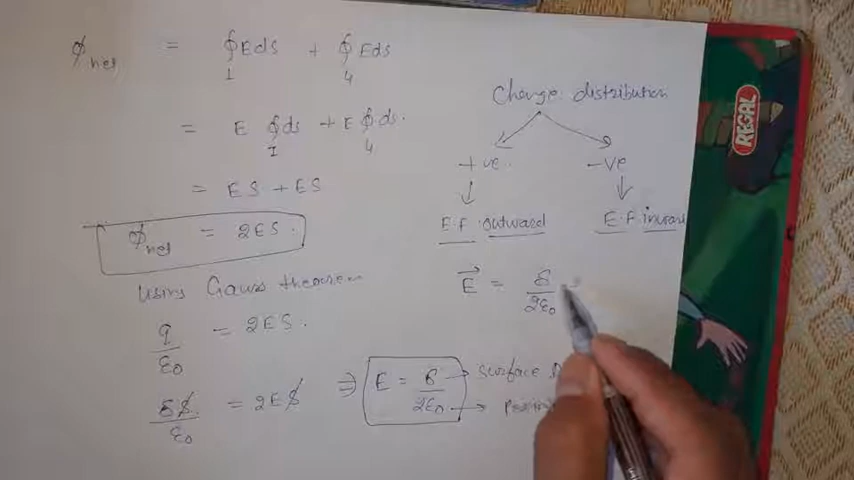 ϕnet = ∮Eds + ∮Eds
1 4
= E ∮ds + E ∮ds.
1 4
= ES + ES
ϕnet = 2ES.
Using Gauss theorem
q/ε0 = 2ES.
σS/ε0 = 2ES ⇒ E = σ/2ε0 → surface
→
Charge distribution
+ve. -ve
E.F. outward E.F. inward
E⃗ = σ/2ε0
REGAL